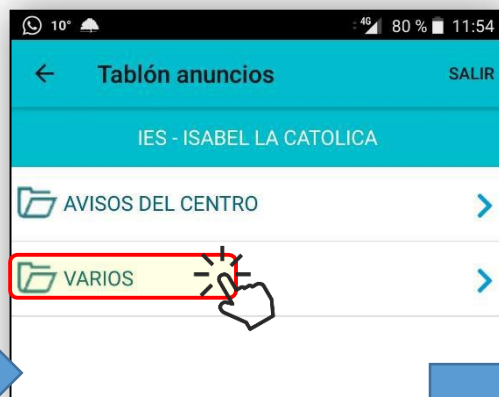 10° 4G 80 % 11:54
Tablón anuncios SALIR
IES - ISABEL LA CATOLICA
AVISOS DEL CENTRO
VARIOS